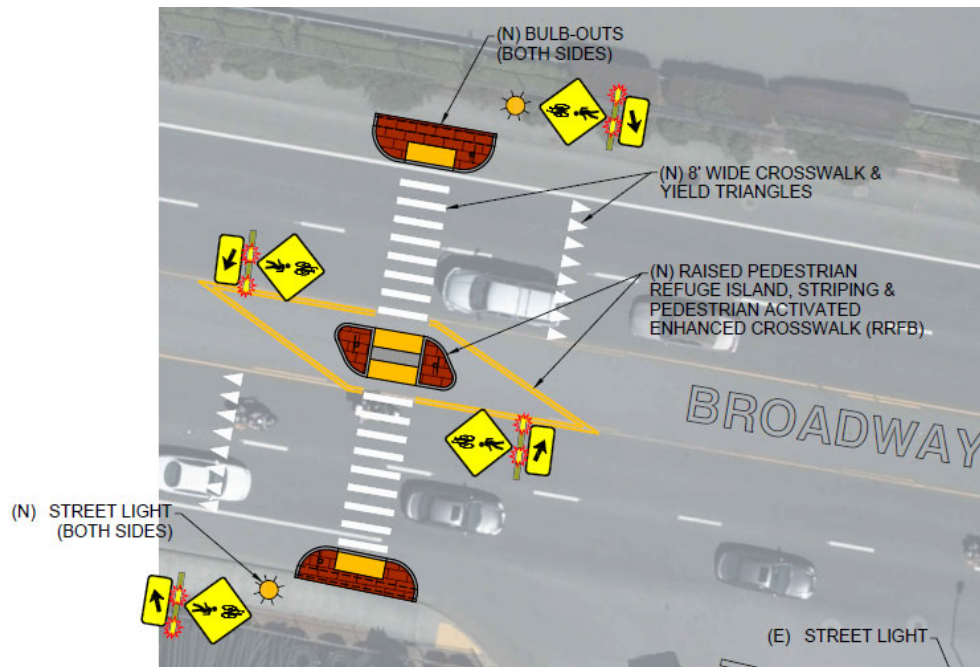 (N) BULB-OUTS
(BOTH SIDES)
(N) 8' WIDE CROSSWALK &
YIELD TRIANGLES
(N) RAISED PEDESTRIAN
REFUGE ISLAND, STRIPING &
PEDESTRIAN ACTIVATED
ENHANCED CROSSWALK (RRFB)
BROADWAY
(N) STREET LIGHT
(BOTH SIDES)
(E) STREET LIGHT